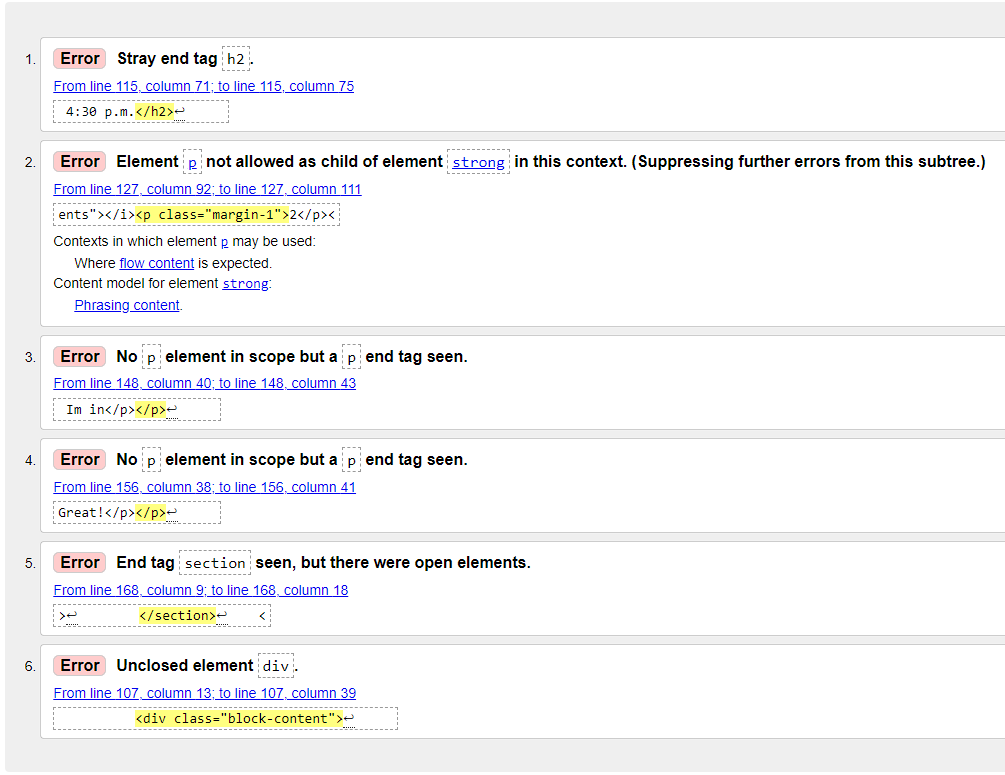 1. Error Stray end tag h2.
From line 115, column 71; to line 115, column 75
4:30 p.m.</h2>↩
2. Error Element p not allowed as child of element strong in this context. (Suppressing further errors from this subtree.)
From line 127, column 92; to line 127, column 111
ents"></i><p class="margin-1">2</p><
Contexts in which element p may be used:
Where flow content is expected.
Content model for element strong:
Phrasing content.
3. Error No p element in scope but a p end tag seen.
From line 148, column 40; to line 148, column 43
Im in</p></p>↩
4. Error No p element in scope but a p end tag seen.
From line 156, column 38; to line 156, column 41
Great!</p></p>↩
5. Error End tag section seen, but there were open elements.
From line 168, column 9; to line 168, column 18
>↩ </section>↩ <
6. Error Unclosed element div.
From line 107, column 13; to line 107, column 39
<div class="block-content">↩